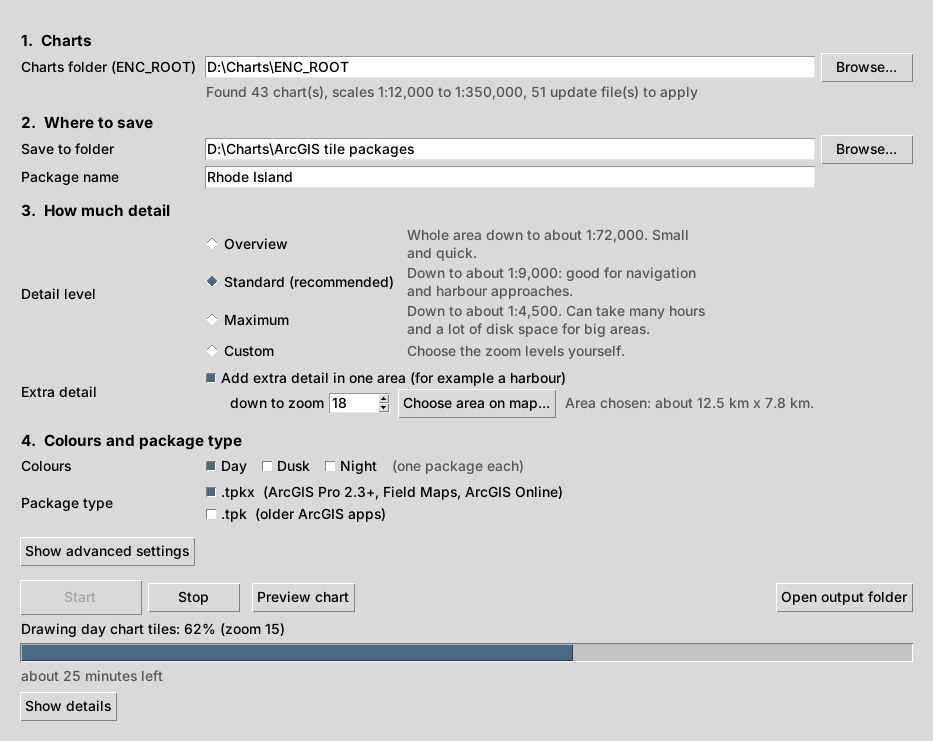 1.  Charts
Charts folder (ENC_ROOT) D:\Charts\ENC_ROOT Browse...
Found 43 chart(s), scales 1:12,000 to 1:350,000, 51 update file(s) to apply
2.  Where to save
Save to folder D:\Charts\ArcGIS tile packages Browse...
Package name Rhode Island
3.  How much detail
Detail level
Overview Whole area down to about 1:72,000. Small
and quick.
Standard (recommended) Down to about 1:9,000: good for navigation
and harbour approaches.
Maximum Down to about 1:4,500. Can take many hours
and a lot of disk space for big areas.
Custom Choose the zoom levels yourself.
Extra detail
Add extra detail in one area (for example a harbour)
down to zoom 18 Choose area on map... Area chosen: about 12.5 km x 7.8 km.
4.  Colours and package type
Colours Day Dusk Night (one package each)
Package type
.tpkx  (ArcGIS Pro 2.3+, Field Maps, ArcGIS Online)
.tpk  (older ArcGIS apps)
Show advanced settings
Start Stop Preview chart Open output folder
Drawing day chart tiles: 62% (zoom 15)
about 25 minutes left
Show details